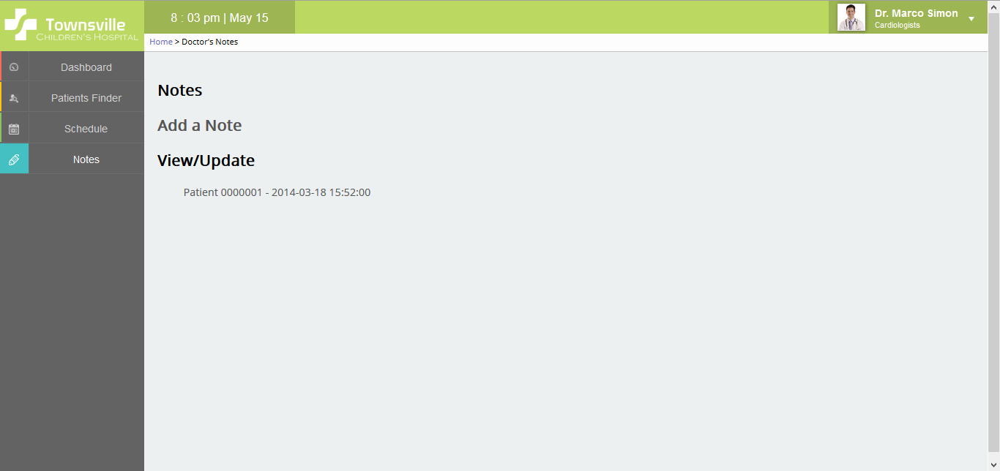 Townsville
CHILDREN'S HOSPITAL
8 : 03 pm | May 15
Dr. Marco Simon
Cardiologists
Home > Doctor's Notes
Dashboard
Patients Finder
Schedule
Notes
Notes
Add a Note
View/Update
Patient 0000001 - 2014-03-18 15:52:00